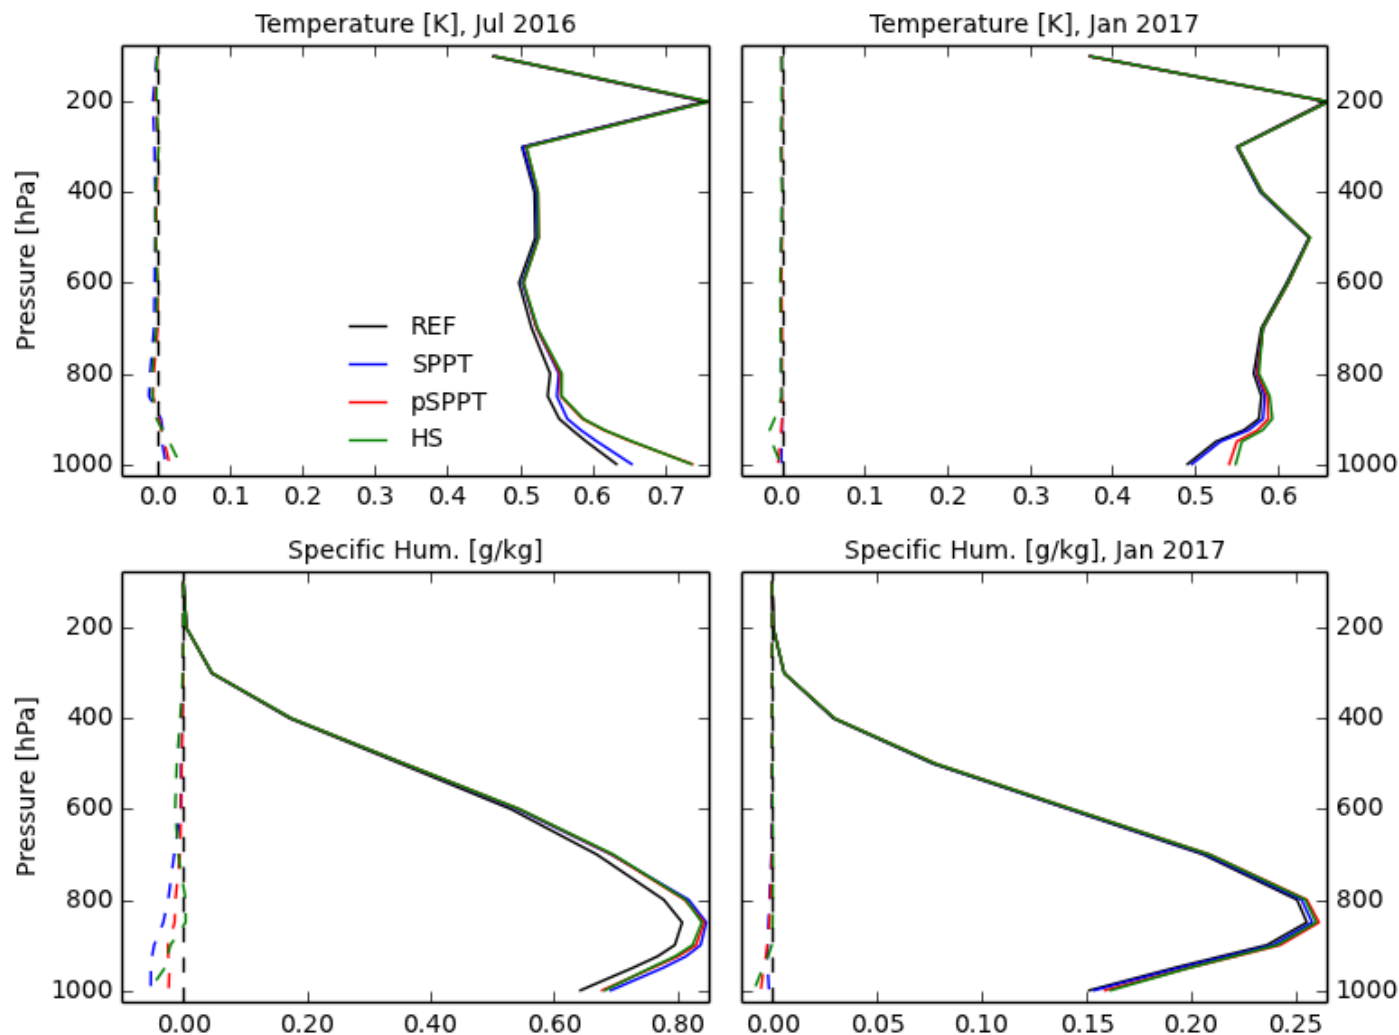 Temperature [K], Jul 2016
Temperature [K], Jan 2017
Pressure [hPa]
200
400
600
800
1000
200
400
600
800
1000
REF
SPPT
pSPPT
HS
0.0 0.1 0.2 0.3 0.4 0.5 0.6 0.7
0.0 0.1 0.2 0.3 0.4 0.5 0.6
Specific Hum. [g/kg]
Specific Hum. [g/kg], Jan 2017
Pressure [hPa]
200
400
600
800
1000
200
400
600
800
1000
0.00 0.20 0.40 0.60 0.80
0.00 0.05 0.10 0.15 0.20 0.25